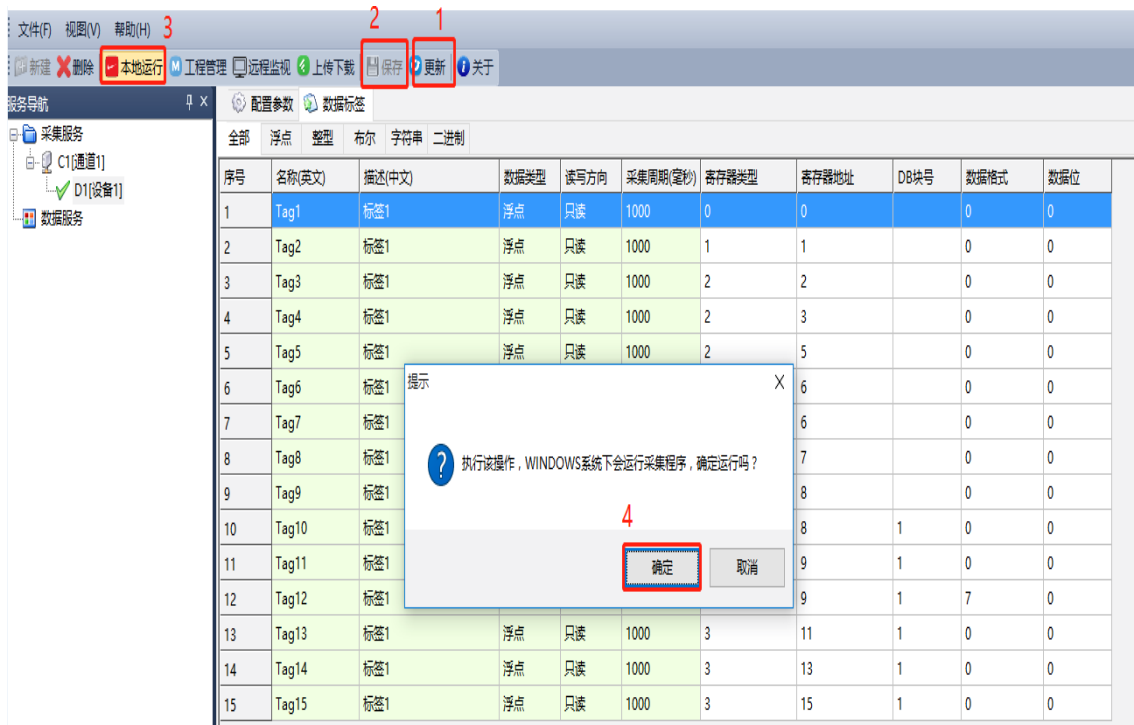 2 1
文件(F) 视图(V) 帮助(H) 3
新建 删除 本地运行 M 工程管理 远程监视 上传下载 保存 更新 关于
服务导航 配置参数 数据标签
采集服务 全部 浮点 整型 布尔 字符串 二进制
C1[通道1]
D1[设备1]
数据服务
序号 名称(英文) 描述(中文) 数据类型 读写方向 采集周期(毫秒) 寄存器类型 寄存器地址 DB块号 数据格式 数据位
1 Tag1 标签1 浮点 只读 1000 0 0 0 0
2 Tag2 标签1 浮点 只读 1000 1 1 0 0
3 Tag3 标签1 浮点 只读 1000 2 2 0 0
4 Tag4 标签1 浮点 只读 1000 2 3 0 0
5 Tag5 标签1 浮点 只读 1000 2 5 0 0
6 Tag6 标签1 6 0 0
7 Tag7 标签1 6 0 0
8 Tag8 标签1 7 0 0
9 Tag9 标签1 8 0 0
10 Tag10 标签1 8 1 0 0
11 Tag11 标签1 9 1 0 0
12 Tag12 标签1 9 1 7 0
13 Tag13 标签1 浮点 只读 1000 3 11 1 0 0
14 Tag14 标签1 浮点 只读 1000 3 13 1 0 0
15 Tag15 标签1 浮点 只读 1000 3 15 1 0 0
提示 X
执行该操作，WINDOWS系统下会运行采集程序，确定运行吗？
4
确定 取消